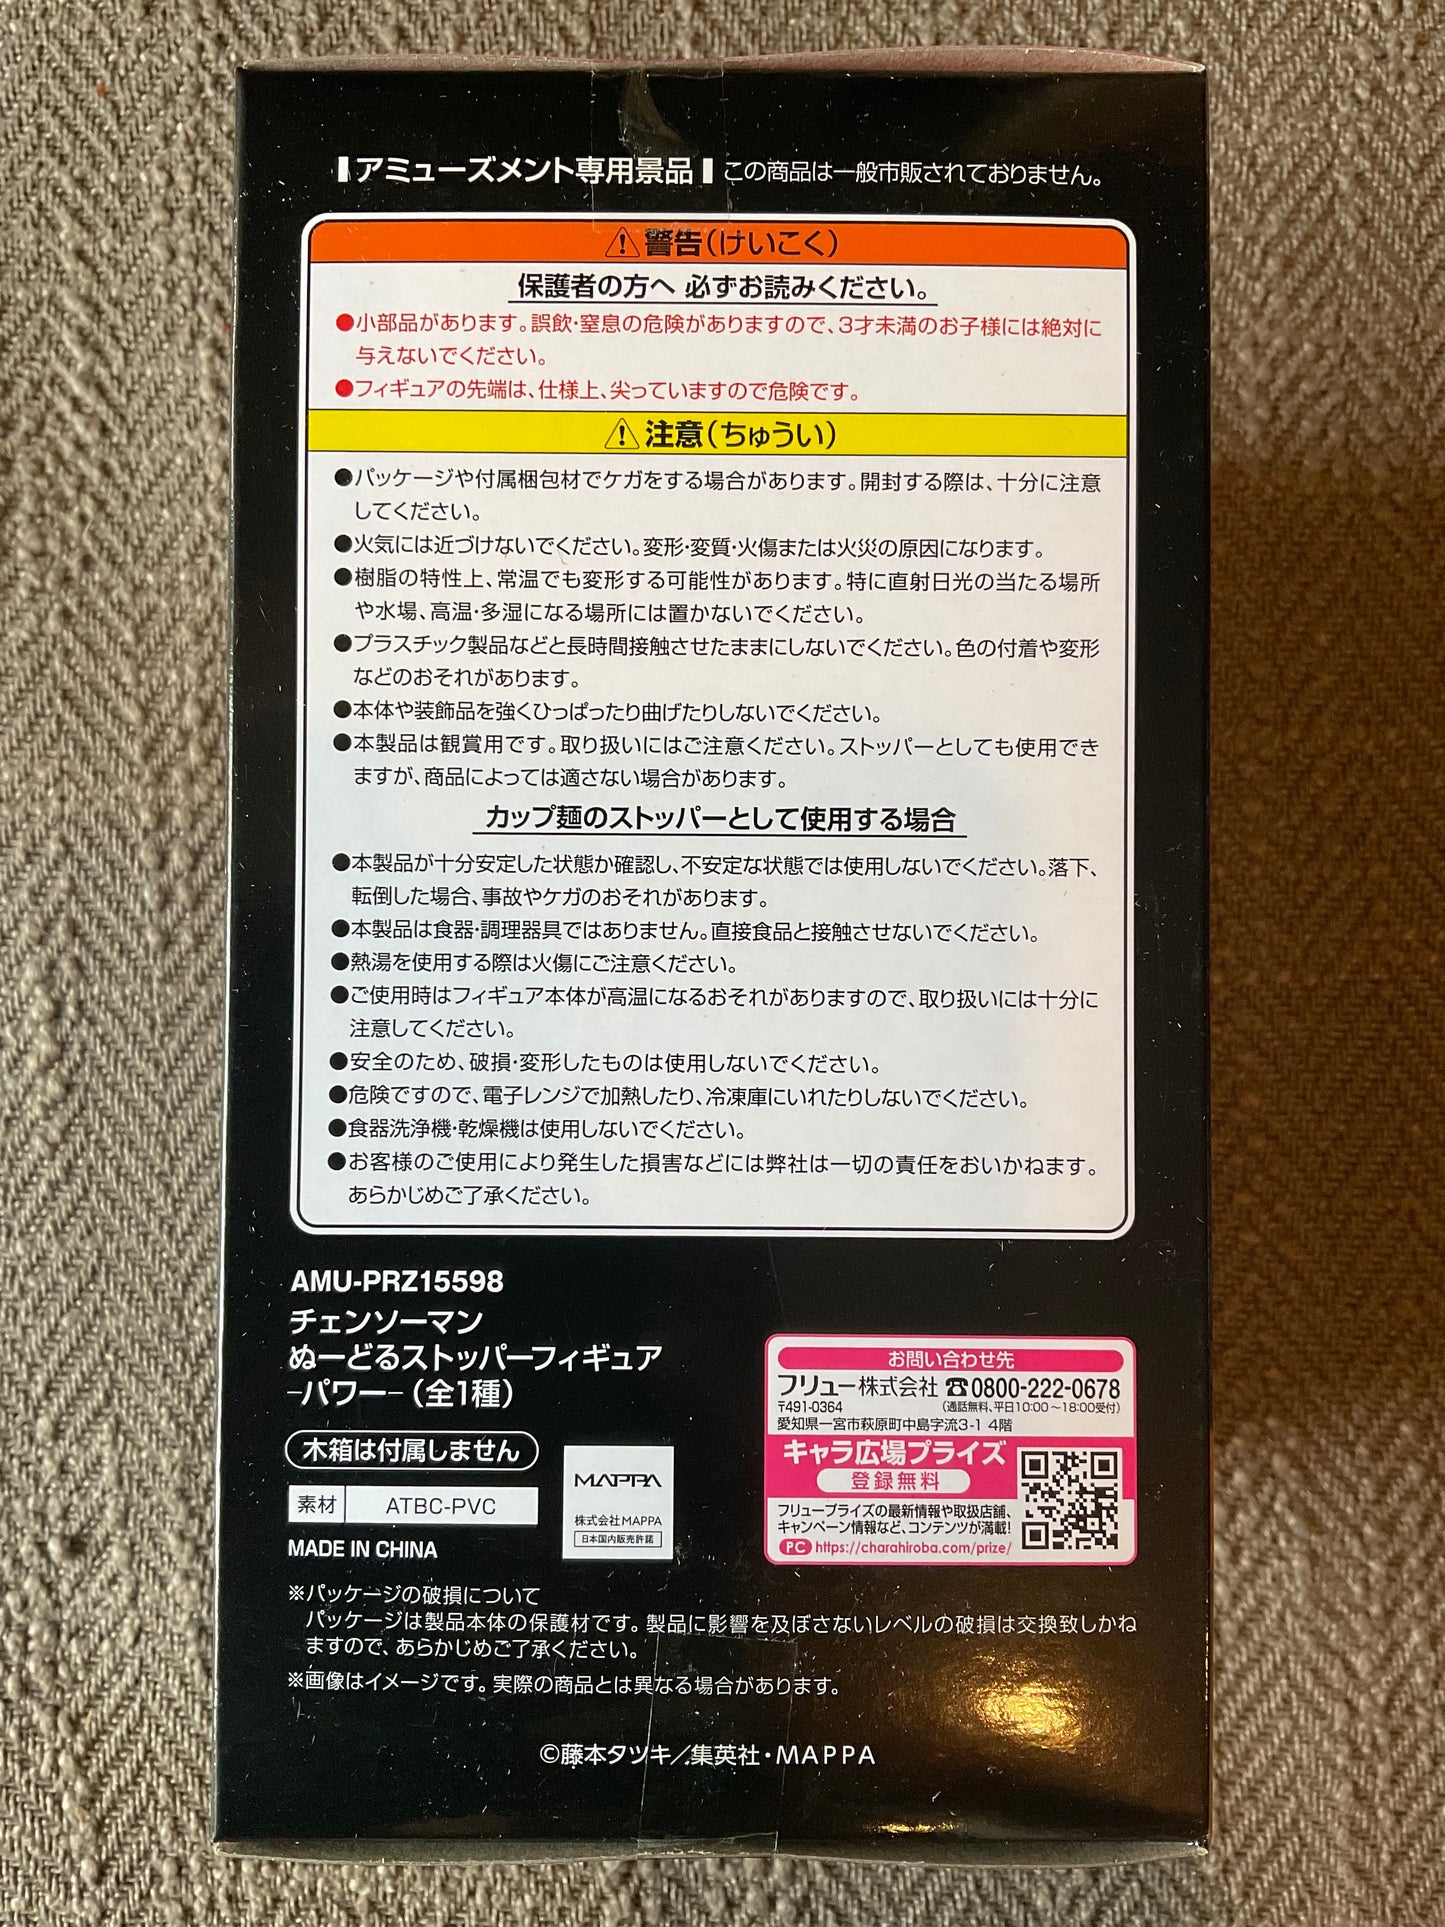 ▌アミューズメント専用景品▐ この商品は一般市販されておりません。
⚠警告(けいこく)
保護者の方へ 必ずお読みください。
●小部品があります。誤飲・窒息の危険がありますので、3才未満のお子様には絶対に
与えないでください。
●フィギュアの先端は、仕様上、尖っていますので危険です。
⚠注意(ちゅうい)
●パッケージや付属梱包材でケガをする場合があります。開封する際は、十分に注意
してください。
●火気には近づけないでください。変形・変質・火傷または火災の原因になります。
●樹脂の特性上、常温でも変形する可能性があります。特に直射日光の当たる場所
や水場、高温・多湿になる場所には置かないでください。
●プラスチック製品などと長時間接触させたままにしないでください。色の付着や変形
などのおそれがあります。
●本体や装飾品を強くひっぱったり曲げたりしないでください。
●本製品は観賞用です。取り扱いにはご注意ください。ストッパーとしても使用でき
ますが、商品によっては適さない場合があります。
カップ麺のストッパーとして使用する場合
●本製品が十分安定した状態か確認し、不安定な状態では使用しないでください。落下、
転倒した場合、事故やケガのおそれがあります。
●本製品は食器・調理器具ではありません。直接食品と接触させないでください。
●熱湯を使用する際は火傷にご注意ください。
●ご使用時はフィギュア本体が高温になるおそれがありますので、取り扱いには十分に
注意してください。
●安全のため、破損・変形したものは使用しないでください。
●危険ですので、電子レンジで加熱したり、冷凍庫にいれたりしないでください。
●食器洗浄機・乾燥機は使用しないでください。
●お客様のご使用により発生した損害などには弊社は一切の責任をおいかねます。
あらかじめご了承ください。
AMU-PRZ15598
チェンソーマン
ぬーどるストッパーフィギュア
−パワー−(全1種)
木箱は付属しません
素材 ATBC-PVC
MADE IN CHINA
MAPPA
株式会社MAPPA
日本国内販売許諾
お問い合わせ先
フリュー株式会社 ☎0800-222-0678
〒491-0364 (通話無料、平日10:00〜18:00受付)
愛知県一宮市萩原町中島字流3-1 4階
キャラ広場プライズ
登録無料
フリュープライズの最新情報や取扱店舗、
キャンペーン情報など、コンテンツが満載!
PC https://charahiroba.com/prize/
※パッケージの破損について
パッケージは製品本体の保護材です。製品に影響を及ぼさないレベルの破損は交換致しかね
ますので、あらかじめご了承ください。
※画像はイメージです。実際の商品とは異なる場合があります。
©藤本タツキ／集英社・MAPPA